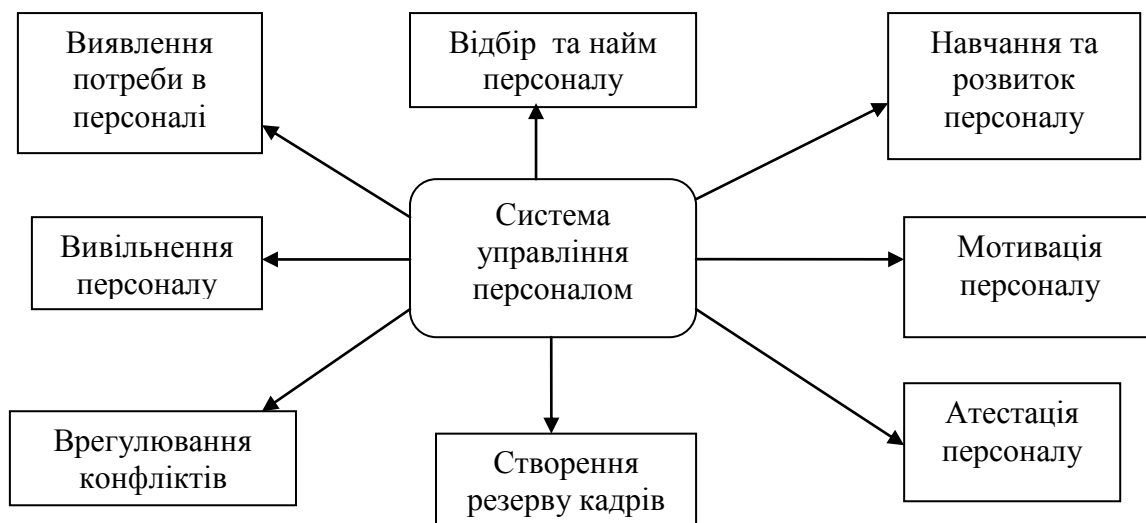 Виявлення
потреби в
персоналі
Відбір та найм
персоналу
Навчання та
розвиток
персоналу
Система
управління
персоналом
Вивільнення
персоналу
Мотивація
персоналу
Врегулювання
конфліктів
Створення
резерву кадрів
Атестація
персоналу